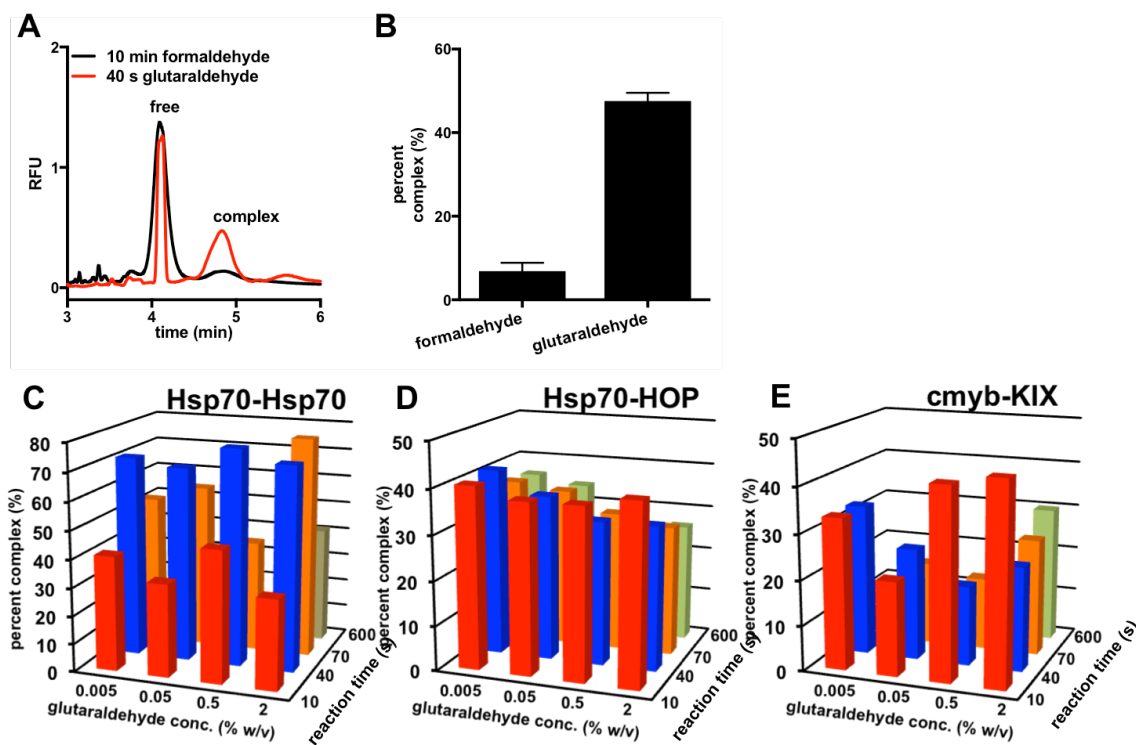 A
2
1
0
RFU
10 min formaldehyde
40 s glutaraldehyde
free
complex
3 4 5 6
time (min)
B
60
40
20
0
percent
complex (%)
formaldehyde
glutaraldehyde
C
Hsp70-Hsp70
80
70
60
50
40
30
20
10
0
percent complex (%)
0.005 0.05 0.5 2
glutaraldehyde conc. (% w/v)
600
70
40
10
reaction time (s)
D
Hsp70-HOP
50
40
30
20
10
0
percent complex (%)
0.005 0.05 0.5 2
glutaraldehyde conc. (% w/v)
600
70
40
10
reaction time (s)
E
cmyb-KIX
50
40
30
20
10
0
percent complex (%)
0.005 0.05 0.5 2
glutaraldehyde conc. (% w/v)
600
70
40
10
reaction time (s)